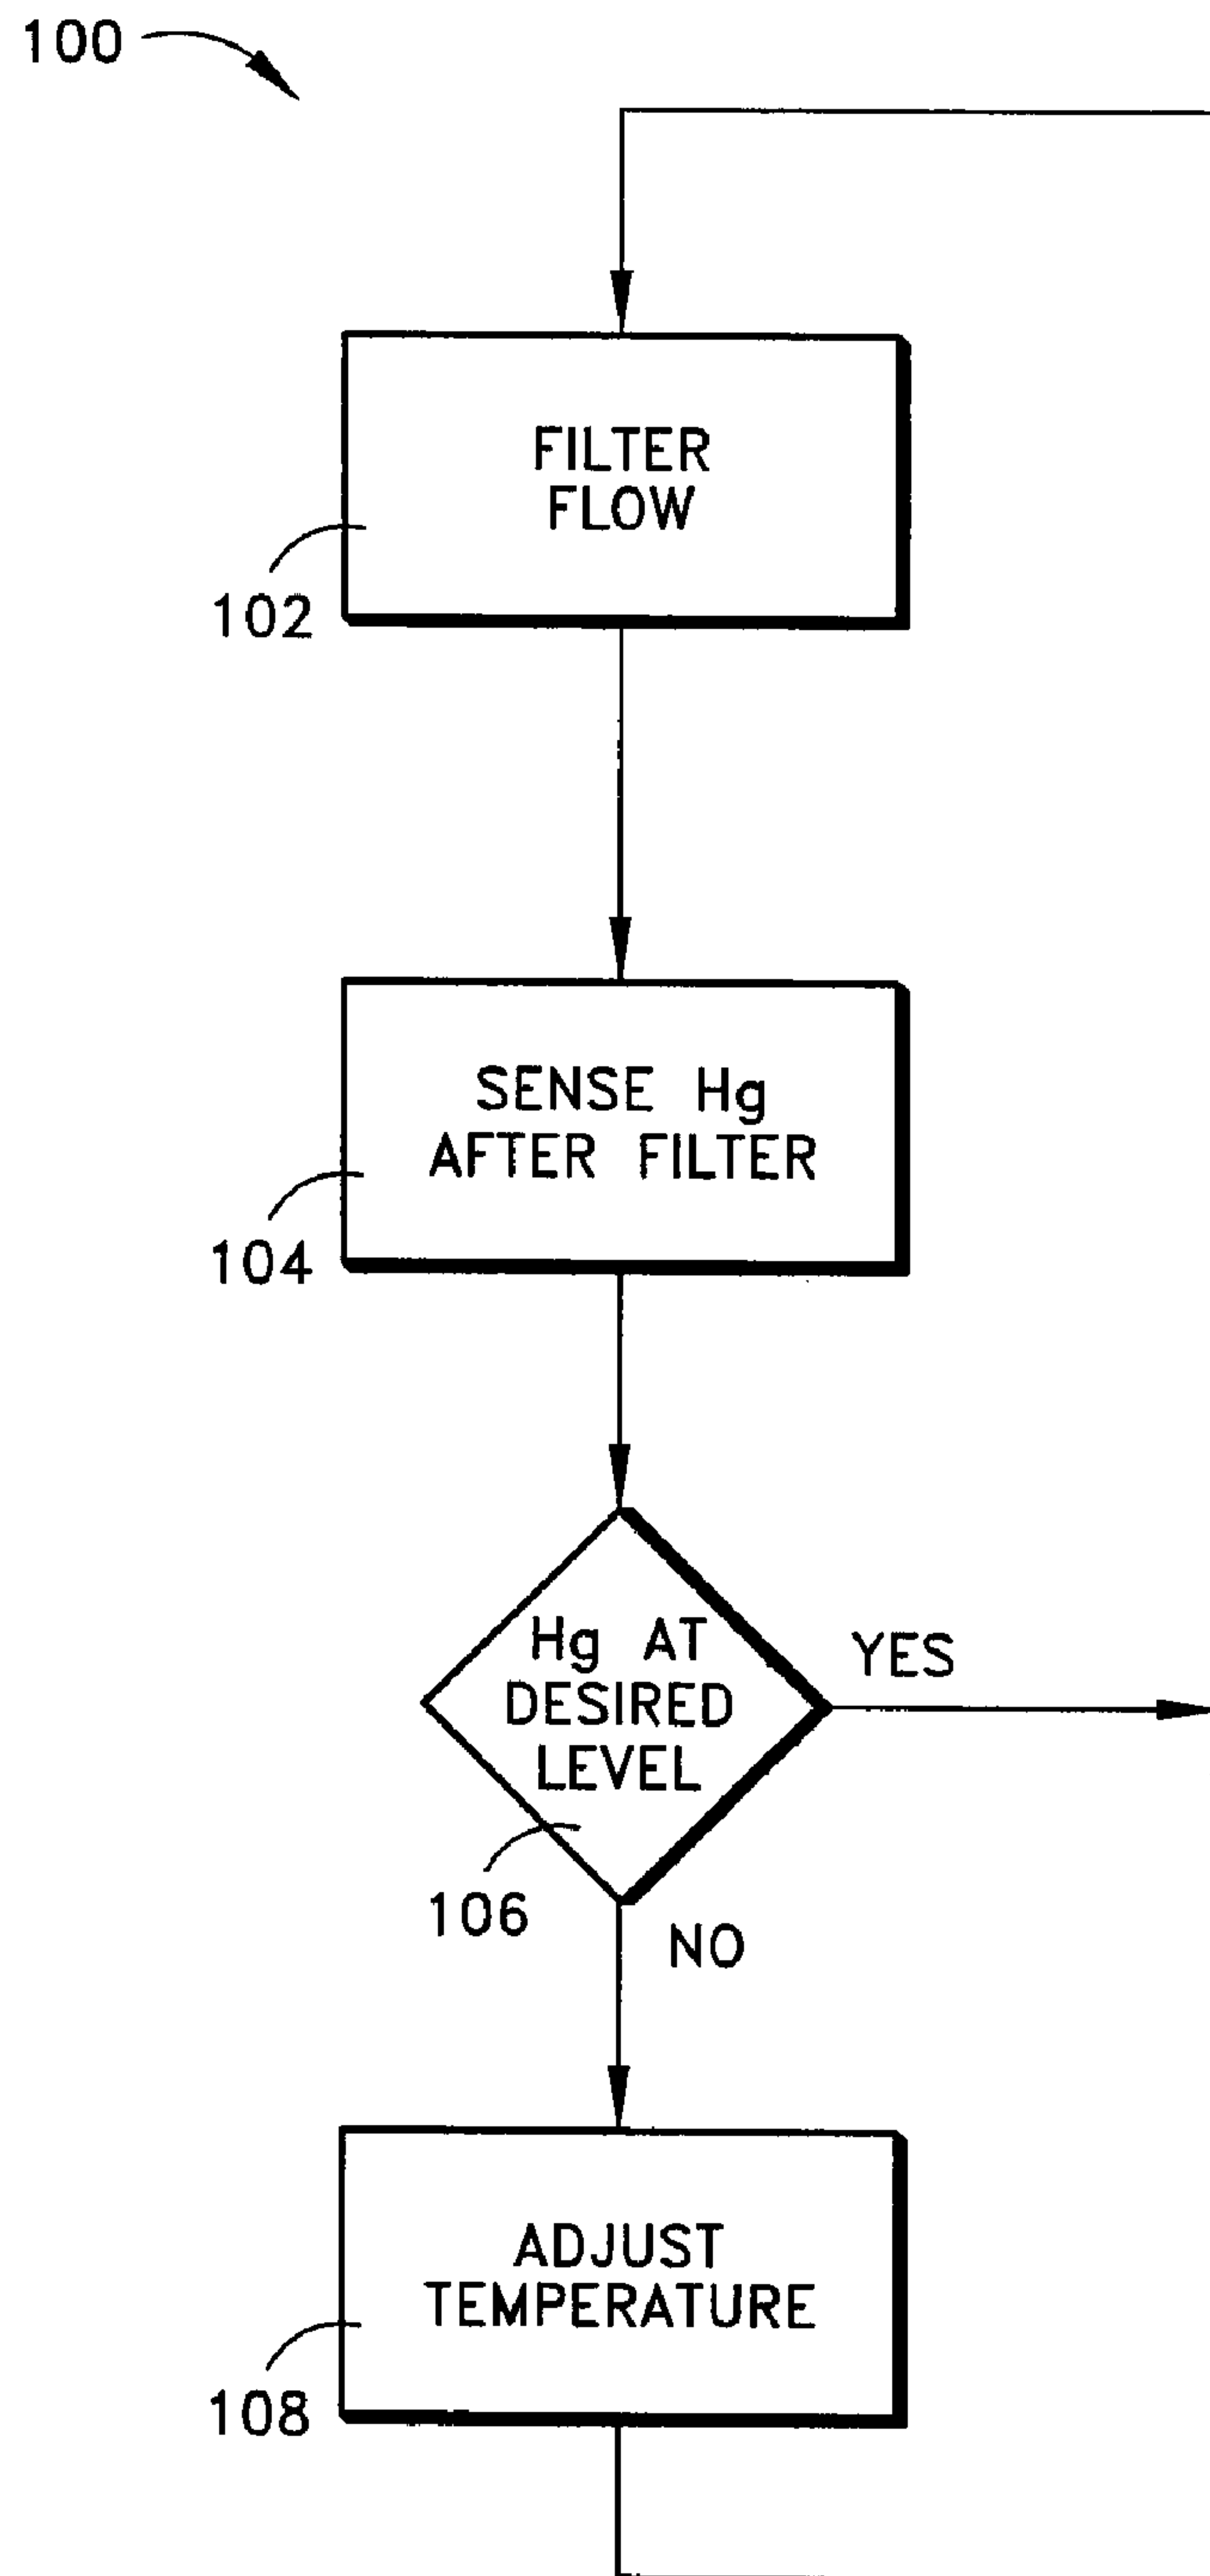 100
FILTER
FLOW
102
SENSE Hg
AFTER FILTER
104
Hg AT
DESIRED
LEVEL
YES
106
NO
ADJUST
TEMPERATURE
108